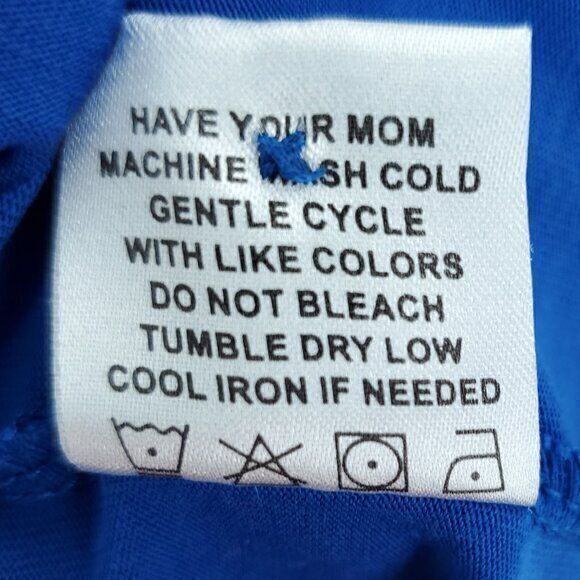 HAVE YOUR MOM
MACHINE WASH COLD
GENTLE CYCLE
WITH LIKE COLORS
DO NOT BLEACH
TUMBLE DRY LOW
COOL IRON IF NEEDED